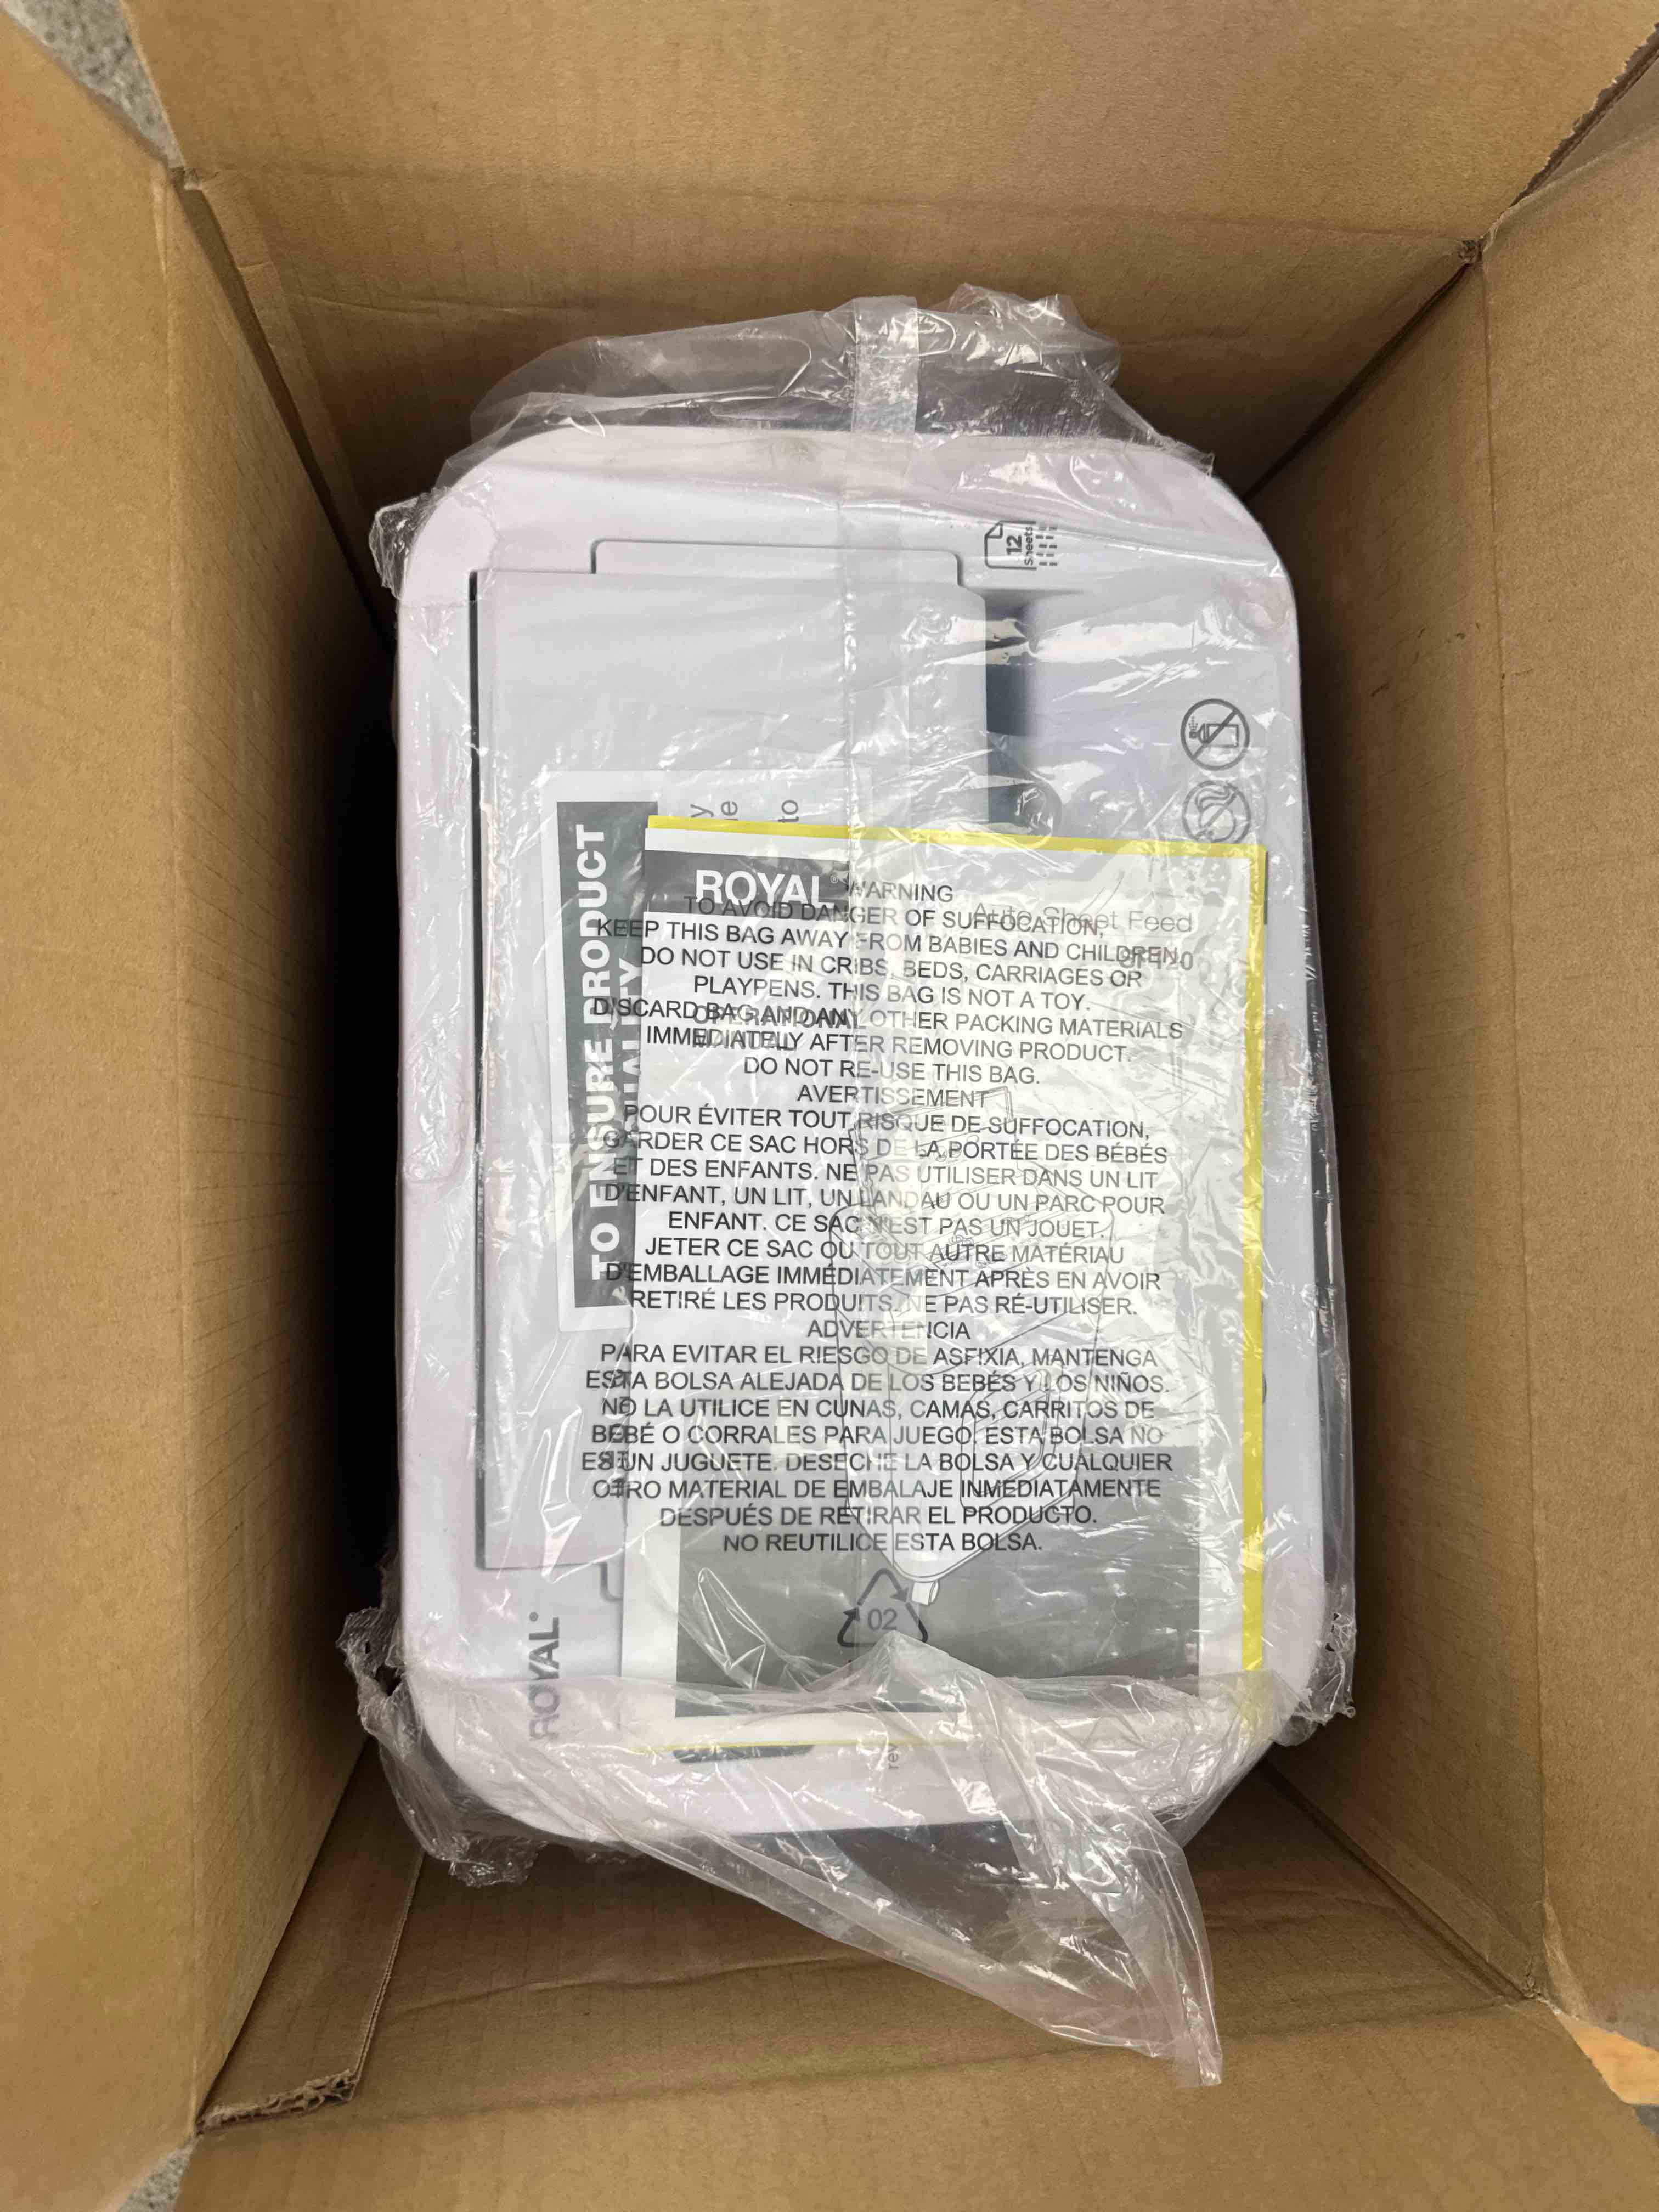 12
Sheets
TO ENSURE PRODUCT
y
e
to
ROYAL®
Auto Sheet Feed
OPERATIONAL
WARNING
TO AVOID DANGER OF SUFFOCATION,
KEEP THIS BAG AWAY FROM BABIES AND CHILDREN.
DO NOT USE IN CRIBS, BEDS, CARRIAGES OR
PLAYPENS. THIS BAG IS NOT A TOY.
DISCARD BAG AND ANY OTHER PACKING MATERIALS
IMMEDIATELLY AFTER REMOVING PRODUCT.
DO NOT RE-USE THIS BAG.
AVERTISSEMENT
POUR ÉVITER TOUT RISQUE DE SUFFOCATION,
GARDER CE SAC HORS DE LA PORTÉE DES BÉBÉS
ET DES ENFANTS. NE PAS UTILISER DANS UN LIT
D'ENFANT, UN LIT, UN LANDAU OU UN PARC POUR
ENFANT. CE SAC N'EST PAS UN JOUET.
JETER CE SAC OU TOUT AUTRE MATÉRIAU
D'EMBALLAGE IMMÉDIATEMENT APRÈS EN AVOIR
RETIRÉ LES PRODUITS. NE PAS RÉ-UTILISER.
ADVERTENCIA
PARA EVITAR EL RIESGO DE ASFIXIA, MANTENGA
ESTA BOLSA ALEJADA DE LOS BEBÉS Y LOS NIÑOS.
NO LA UTILICE EN CUNAS, CAMAS, CARRITOS DE
BEBÉ O CORRALES PARA JUEGO. ESTA BOLSA NO
ES UN JUGUETE. DESECHE LA BOLSA Y CUALQUIER
OTRO MATERIAL DE EMBALAJE INMEDIATAMENTE
DESPUÉS DE RETIRAR EL PRODUCTO.
NO REUTILICE ESTA BOLSA.
02
ROYAL®
rev